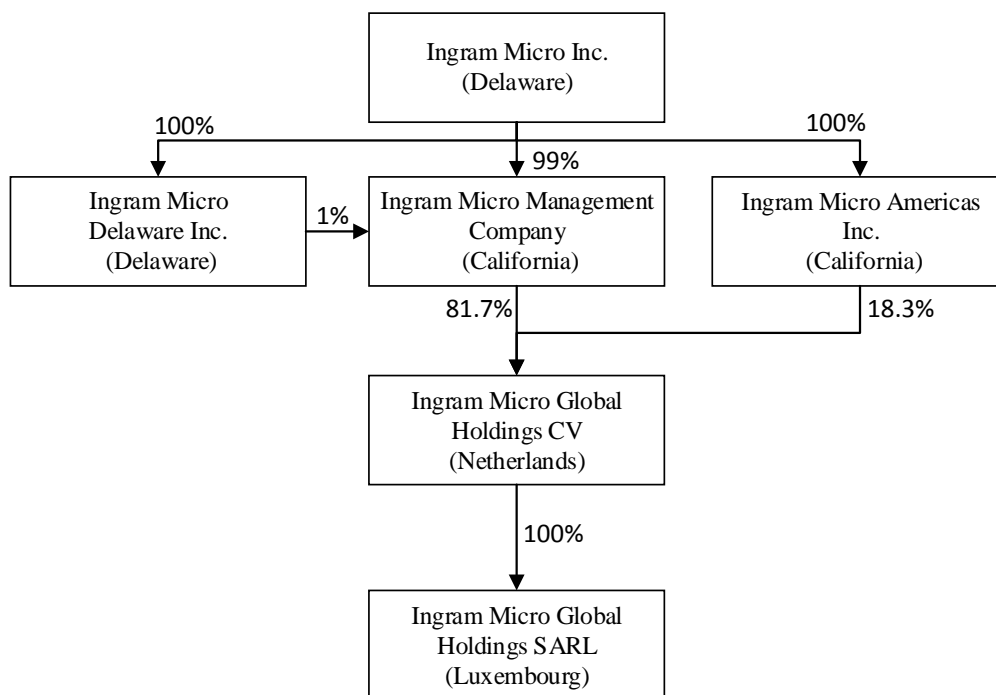 Ingram Micro Inc.
(Delaware)
100%
99%
100%
Ingram Micro
Delaware Inc.
(Delaware)
1%
Ingram Micro Management
Company
(California)
Ingram Micro Americas
Inc.
(California)
81.7%
18.3%
Ingram Micro Global
Holdings CV
(Netherlands)
100%
Ingram Micro Global
Holdings SARL
(Luxembourg)